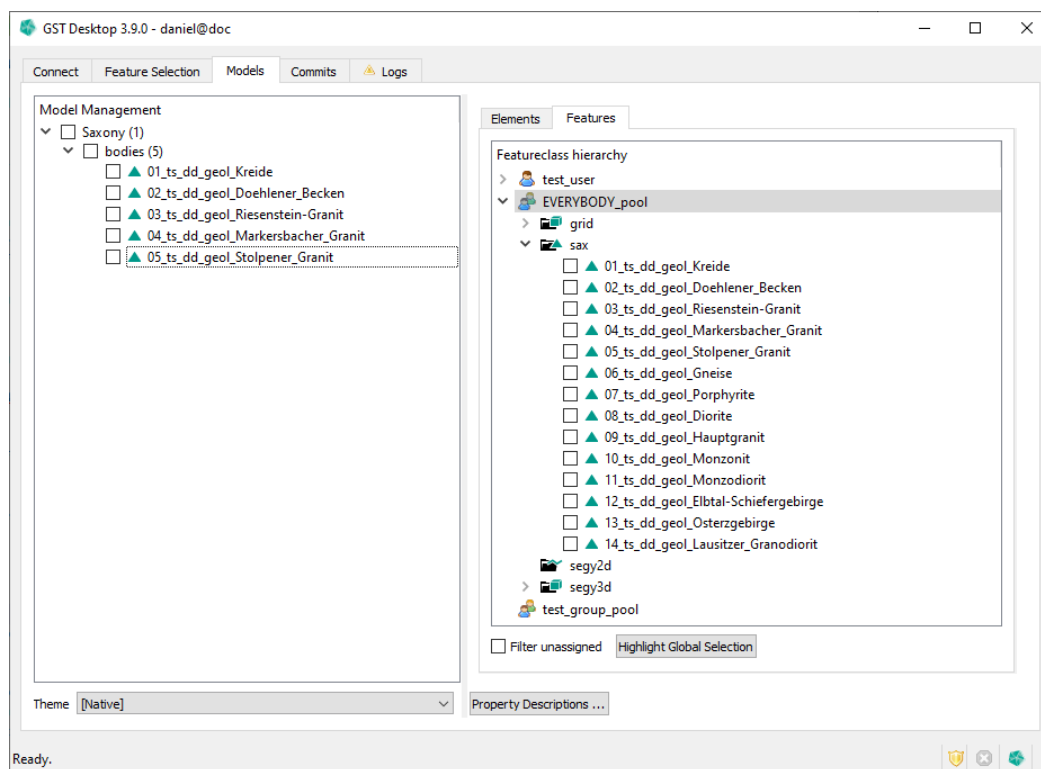 GST Desktop 3.9.0 - daniel@doc
Connect Feature Selection Models Commits Logs
Model Management
Saxony (1)
bodies (5)
01_ts_dd_geol_Kreide
02_ts_dd_geol_Doehlener_Becken
03_ts_dd_geol_Riesenstein-Granit
04_ts_dd_geol_Markersbacher_Granit
05_ts_dd_geol_Stolpener_Granit
Theme [Native]
Elements Features
Featureclass hierarchy
test_user
EVERYBODY_pool
grid
sax
01_ts_dd_geol_Kreide
02_ts_dd_geol_Doehlener_Becken
03_ts_dd_geol_Riesenstein-Granit
04_ts_dd_geol_Markersbacher_Granit
05_ts_dd_geol_Stolpener_Granit
06_ts_dd_geol_Gneise
07_ts_dd_geol_Porphyrite
08_ts_dd_geol_Diorite
09_ts_dd_geol_Hauptgranit
10_ts_dd_geol_Monzonit
11_ts_dd_geol_Monzodiorit
12_ts_dd_geol_Elbtal-Schiefergebirge
13_ts_dd_geol_Osterzgebirge
14_ts_dd_geol_Lausitzer_Granodiorit
segy2d
segy3d
test_group_pool
Filter unassigned Highlight Global Selection
Property Descriptions ...
Ready.